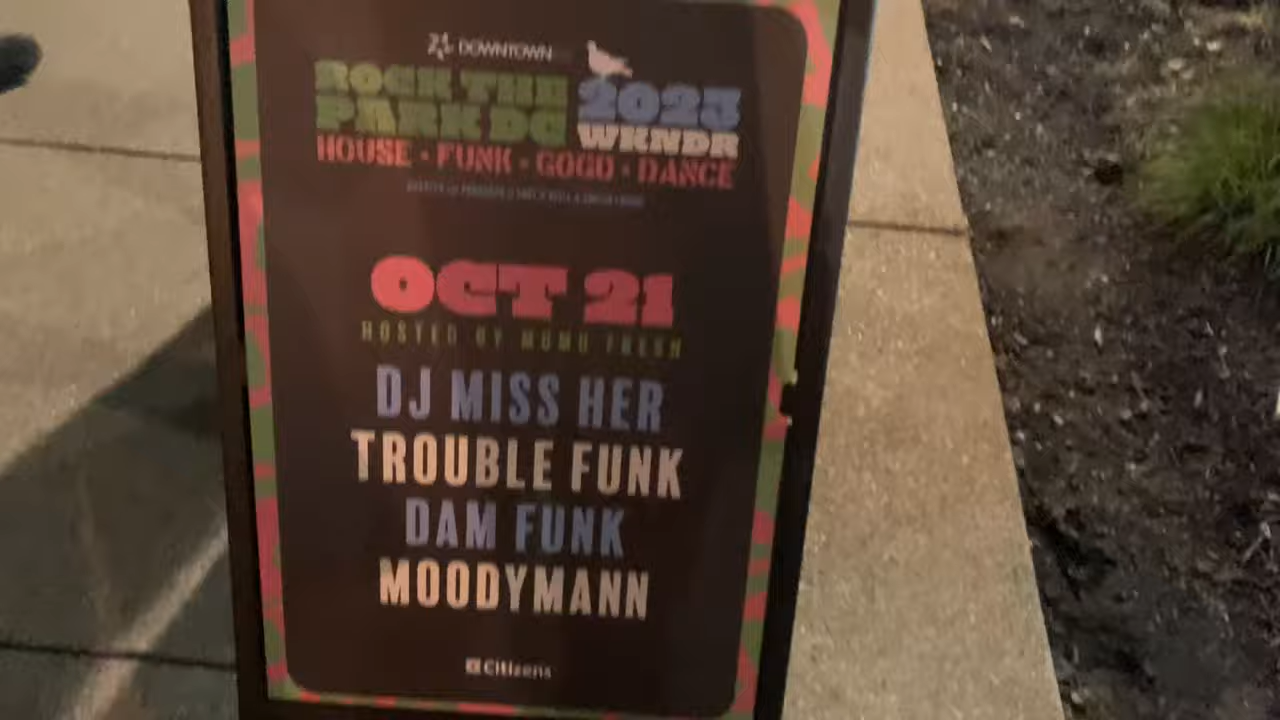 DOWNTOWN
ROCK THE
PARK DC
2023
WKNDR
HOUSE • FUNK • GOGO • DANCE
OCT 21
HOSTED BY MUMU FRESH
DJ MISS HER
TROUBLE FUNK
DAM FUNK
MOODYMANN
Citizens